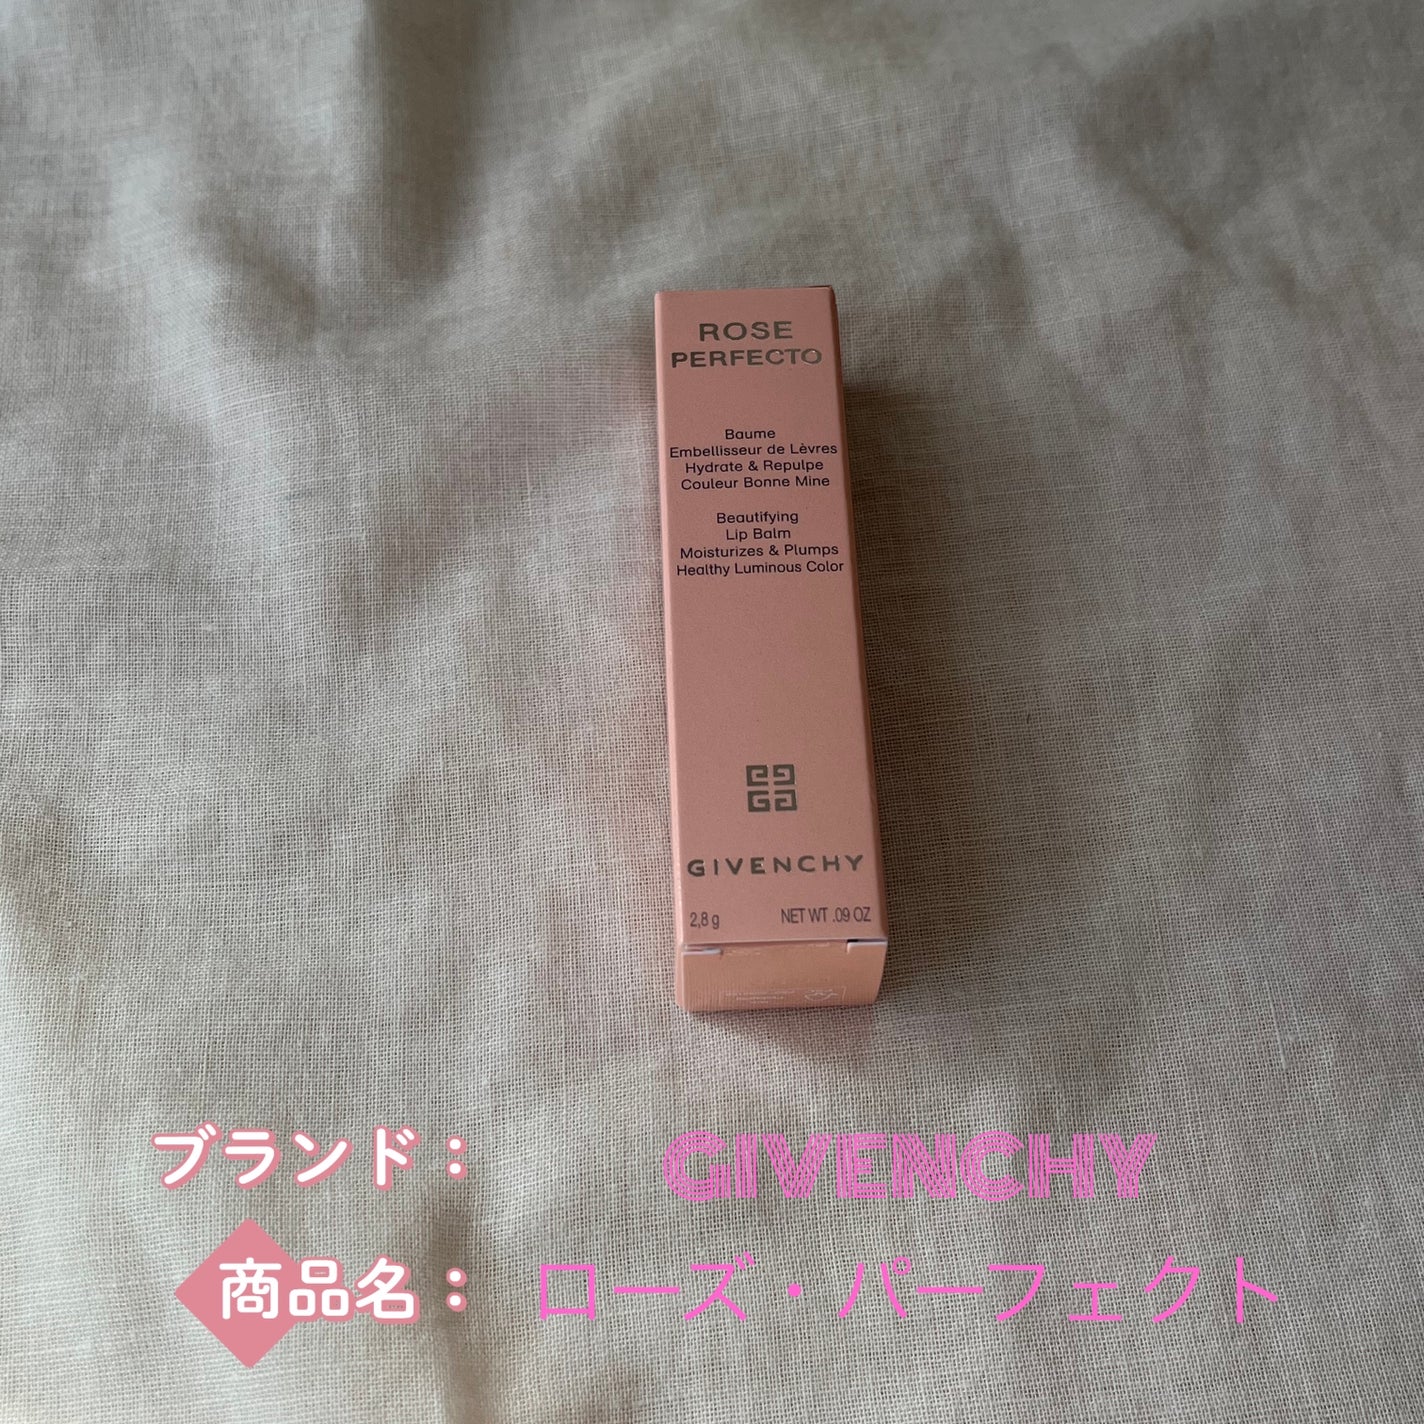 ROSE
PERFECTO
Baume
Embellisseur de Lèvres
Hydrate & Repulpe
Couleur Bonne Mine
Beautifying
Lip Balm
Moisturizes & Plumps
Healthy Luminous Color
GIVENCHY
2,8 g NET WT .09 OZ
ブランド： GIVENCHY
商品名： ローズ・パーフェクト